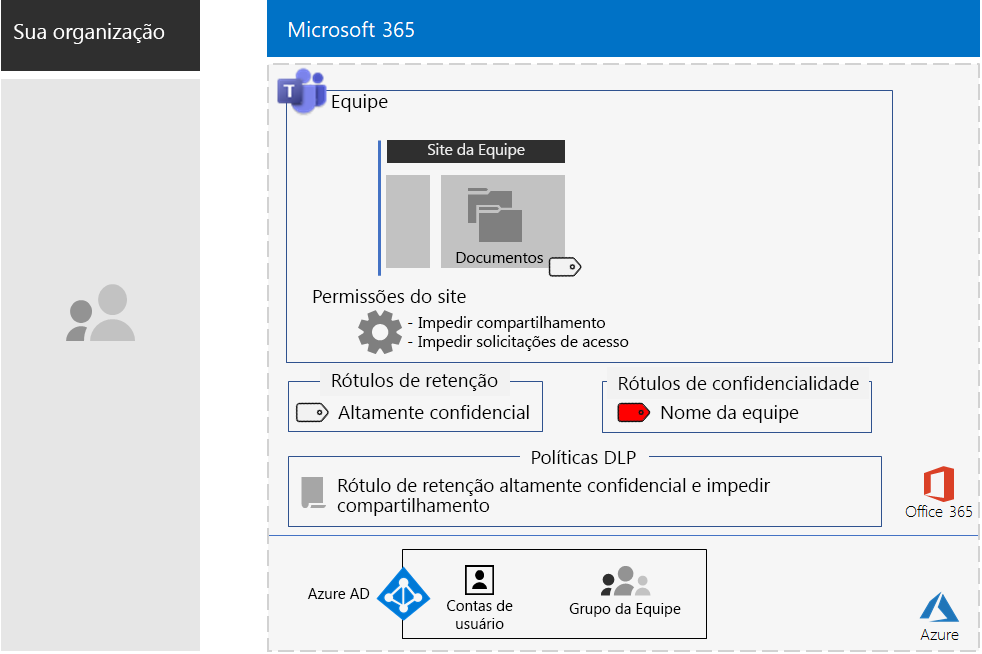 Sua organização
Microsoft 365
T
Equipe
Site da Equipe
Documentos
Permissões do site
- Impedir compartilhamento
- Impedir solicitações de acesso
Rótulos de retenção
Altamente confidencial
Rótulos de confidencialidade
Nome da equipe
Políticas DLP
Rótulo de retenção altamente confidencial e impedir
compartilhamento
Office 365
Azure AD
Contas de
usuário
Grupo da Equipe
Azure